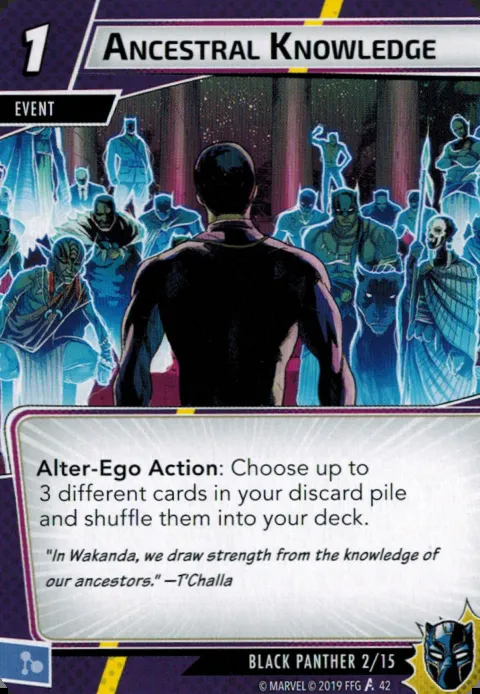 1
ANCESTRAL KNOWLEDGE
EVENT
Alter-Ego Action: Choose up to
3 different cards in your discard pile
and shuffle them into your deck.
"In Wakanda, we draw strength from the knowledge of
our ancestors." —T'Challa
BLACK PANTHER 2/15
© MARVEL © 2019 FFG 42